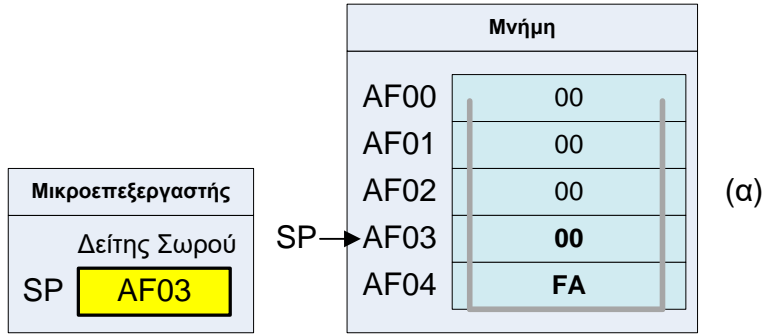 Μνήμη
AF00 00
AF01 00
AF02 00
SP AF03 00
AF04 FA
(α)
Μικροεπεξεργαστής
Δείτης Σωρού
SP AF03